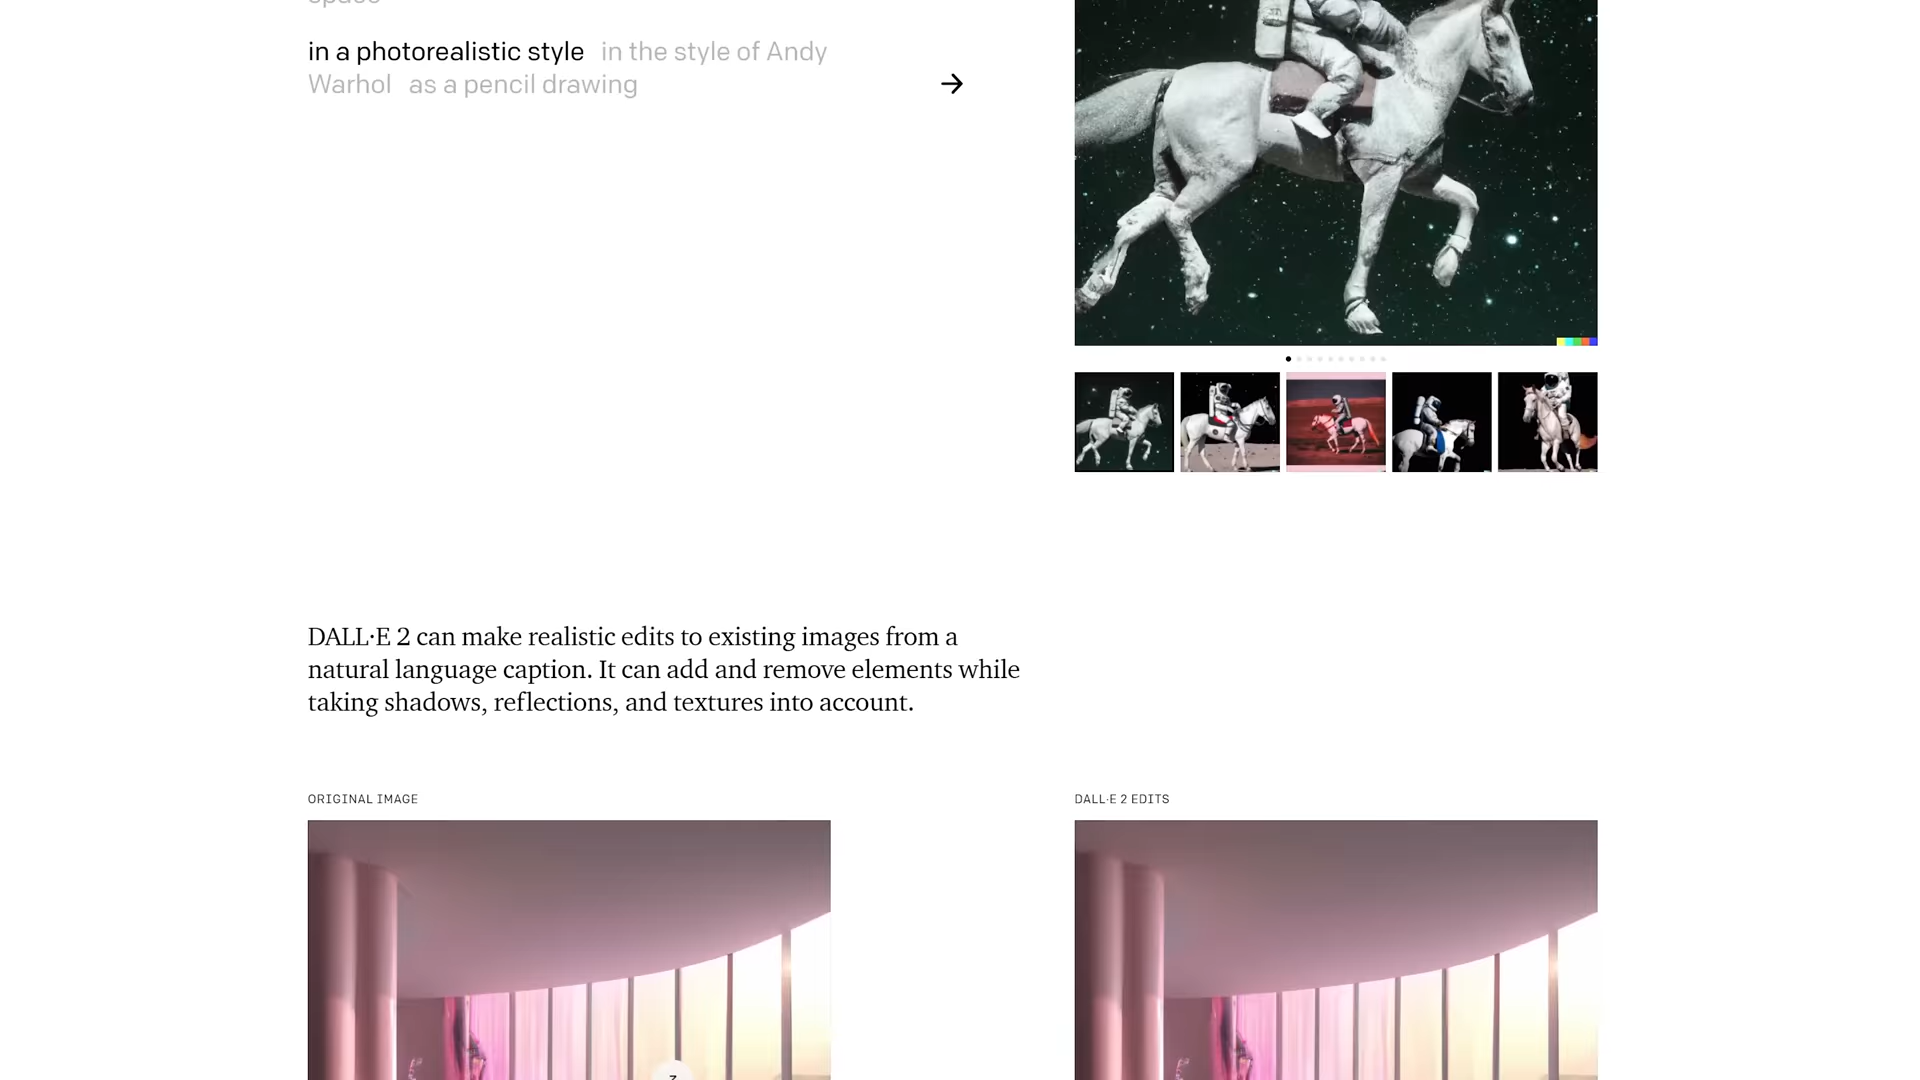 space
in a photorealistic style in the style of Andy
Warhol as a pencil drawing
DALL·E 2 can make realistic edits to existing images from a
natural language caption. It can add and remove elements while
taking shadows, reflections, and textures into account.
ORIGINAL IMAGE
DALL·E 2 EDITS